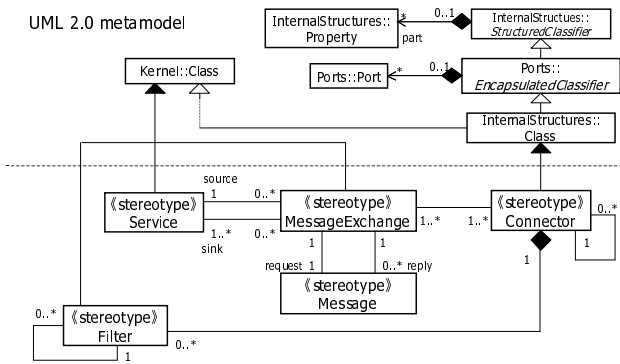 UML 2.0 metamodel
InternalStructures::
Property
*
part
0..1
InternalStructues::
StructuredClassifier
Kernel::Class
Ports::Port
*
0..1
Ports::
EncapsulatedClassifier
InternalStructures::
Class
source
《stereotype》
Service
1
0..*
1..*
0..*
sink
《stereotype》
MessageExchange
1..*
1..*
《stereotype》
Connector
0..*
1
1
1
1
request
1
0..*
reply
《stereotype》
Message
《stereotype》
Filter
0..*
1
0..*